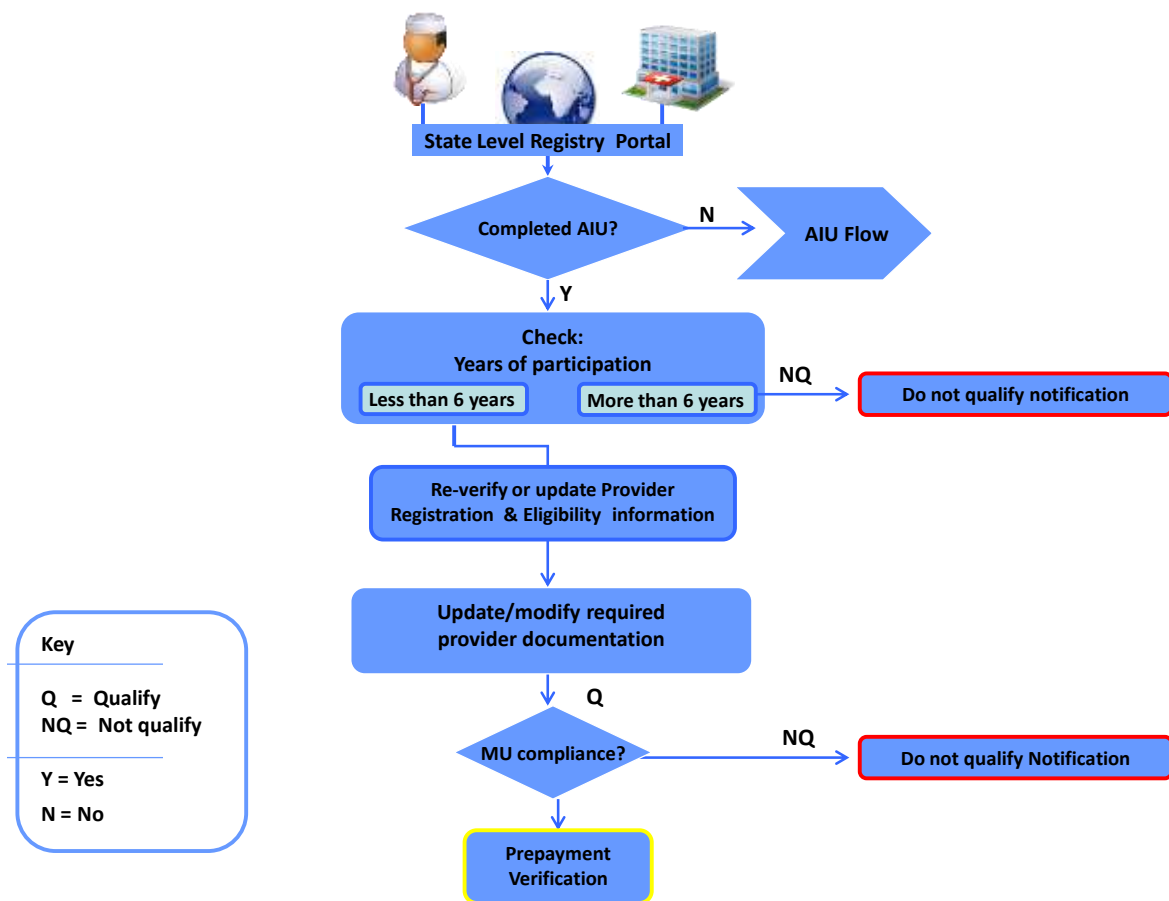 State Level Registry Portal
Completed AIU?
N
AIU Flow
Y
Check:
Years of participation
Less than 6 years
More than 6 years
NQ
Do not qualify notification
Re-verify or update Provider
Registration & Eligibility information
Update/modify required
provider documentation
Q
MU compliance?
NQ
Do not qualify Notification
Prepayment
Verification
Key
Q = Qualify
NQ = Not qualify
Y = Yes
N = No